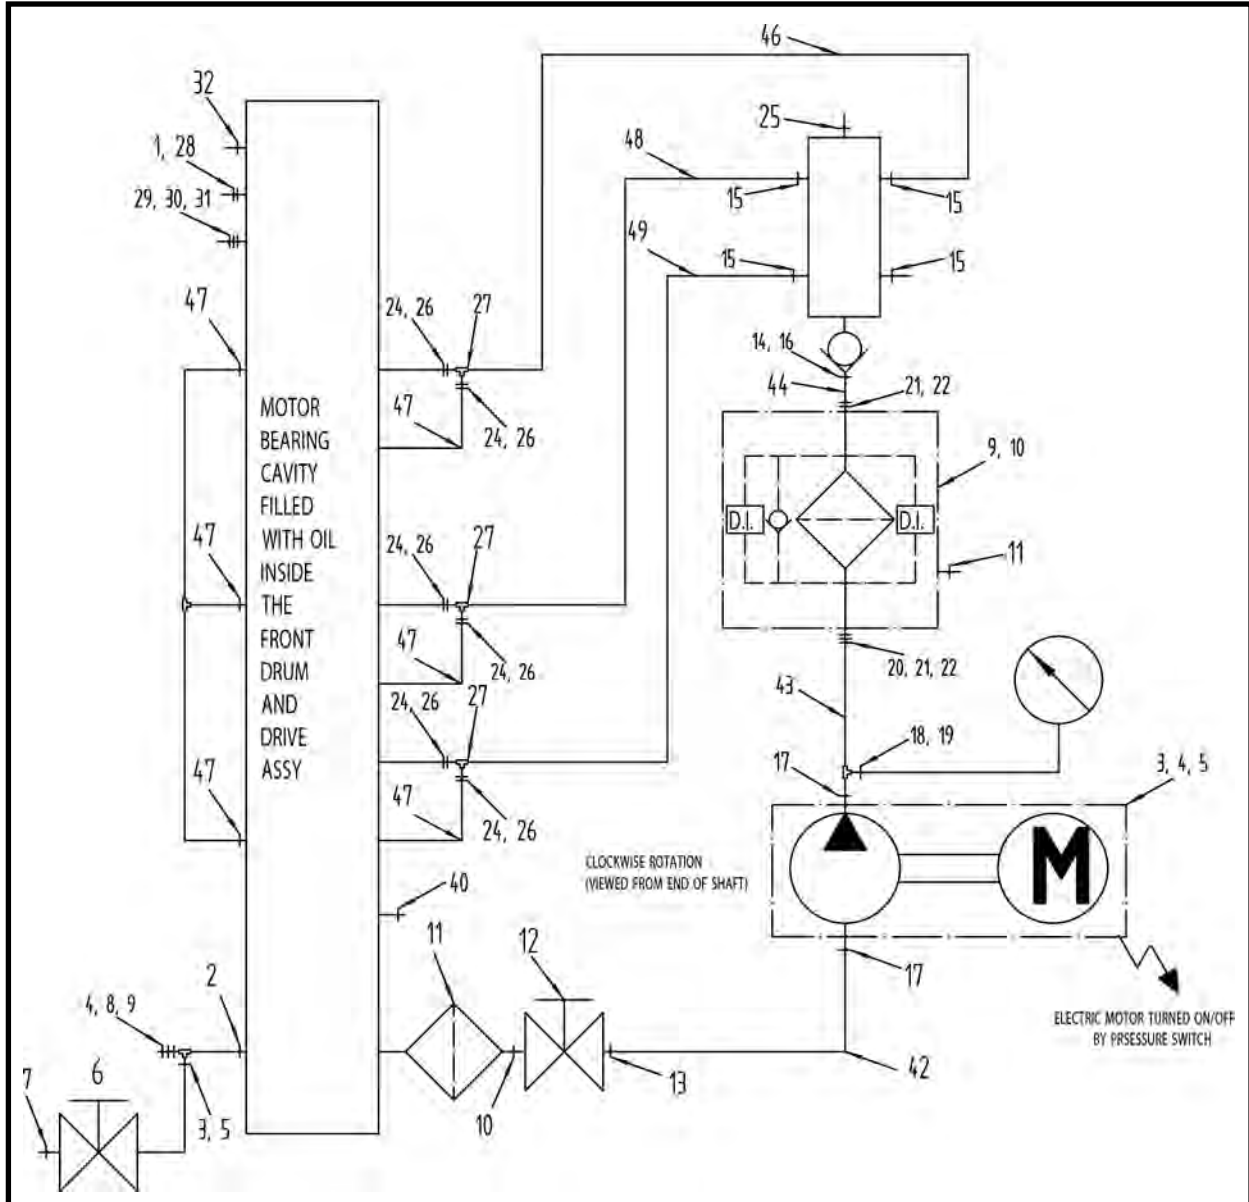 46
32
25
1, 28
48
29, 30, 31
15
15
49
15
15
47
24, 26
27
14, 16
44
21, 22
47
24, 26
9, 10
D.I.
D.I.
MOTOR
BEARING
CAVITY
FILLED
WITH OIL
INSIDE
THE
FRONT
DRUM
AND
DRIVE
ASSY
47
24, 26
27
11
47
24, 26
20, 21, 22
43
24, 26
27
18, 19
17
3, 4, 5
47
47
24, 26
CLOCKWISE ROTATION
(VIEWED FROM END OF SHAFT)
M
40
11
12
17
2
4, 8, 9
ELECTRIC MOTOR TURNED ON/OFF
BY PRSESSURE SWITCH
7
6
3, 5
10
13
42